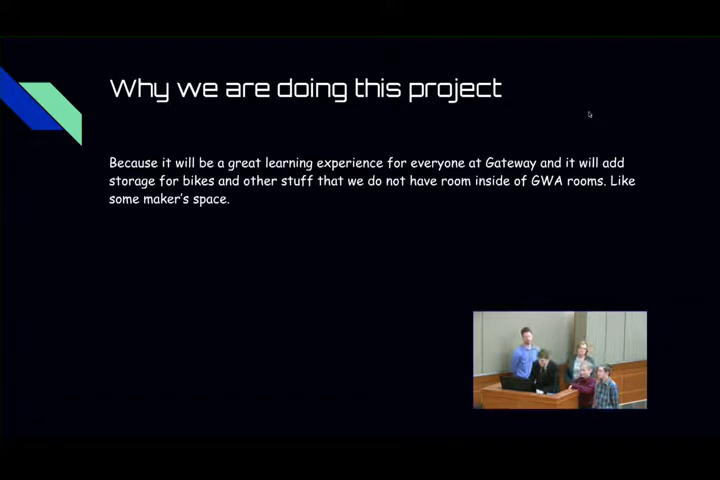 Why we are doing this project
Because it will be a great learning experience for everyone at Gateway and it will add
storage for bikes and other stuff that we do not have room inside of GWA rooms. Like
some maker's space.